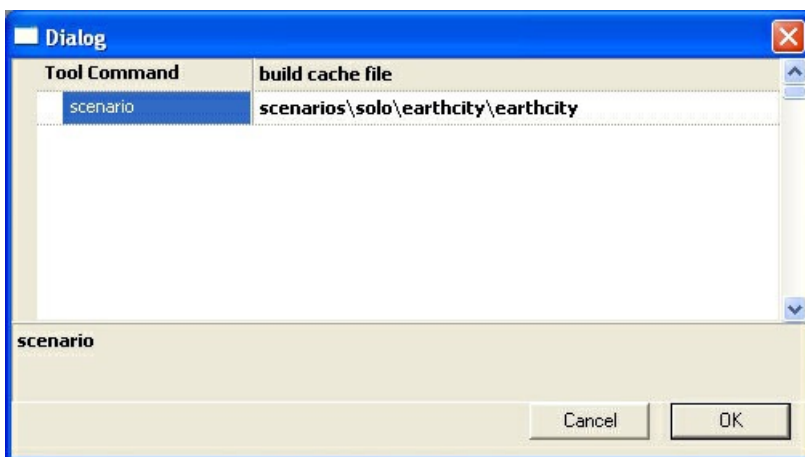 Dialog
Tool Command build cache file
scenario scenarios\solo\earthcity\earthcity
scenario
Cancel OK